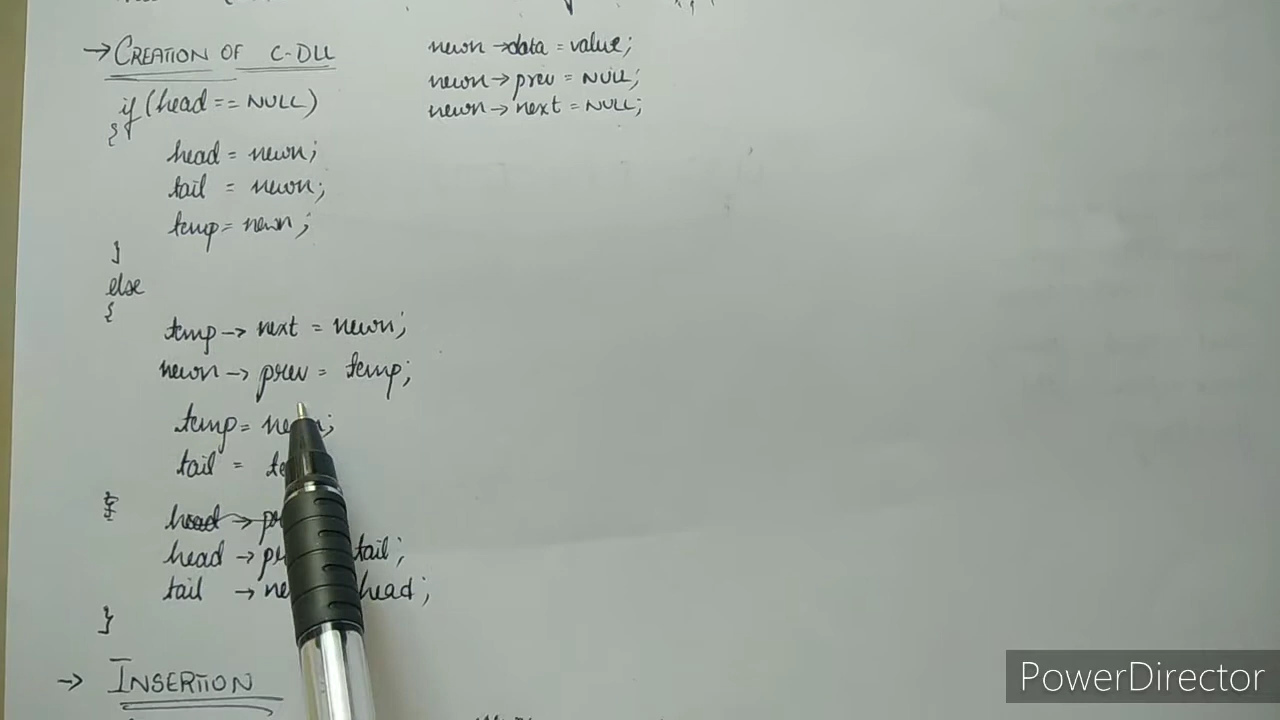 → CREATION OF C-DLL
newn → data = value;
newn → prev = NULL;
newn → next = NULL;
if (head == NULL)
{
head = newn;
tail = newn;
temp = newn;
}
else
{
temp → next = newn;
newn → prev = temp;
temp =
tail =
head →
head → tail;
tail → head;
}
→ INSERTION
PowerDirector